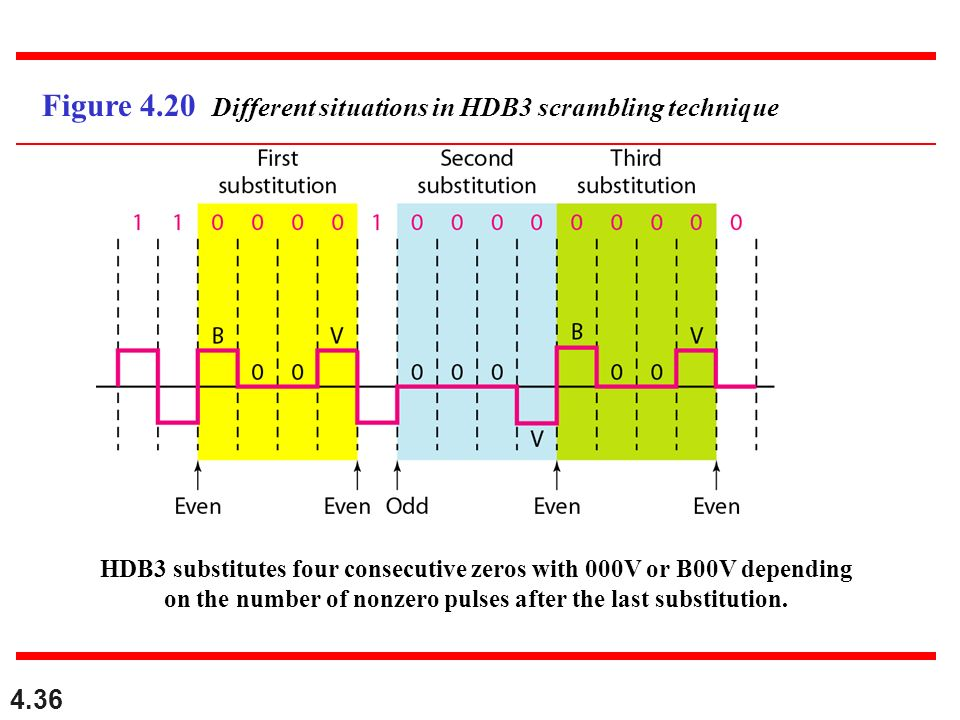 Figure 4.20 Different situations in HDB3 scrambling technique
First substitution Second substitution Third substitution
1 1 0 0 0 0 1 0 0 0 0 0 0 0 0 0
B V B V
0 0 0 0 0 0 0
V
Even Even Odd Even Even
HDB3 substitutes four consecutive zeros with 000V or B00V depending
on the number of nonzero pulses after the last substitution.
4.36